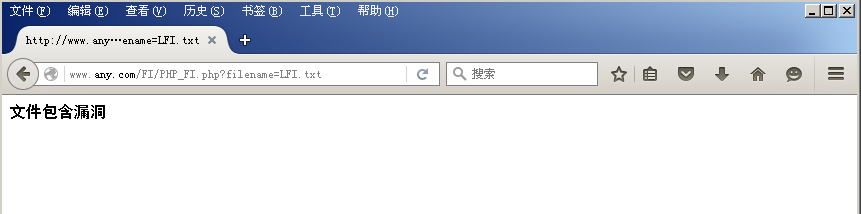 文件(F) 编辑(E) 查看(V) 历史(S) 书签(B) 工具(T) 帮助(H)
http://www.any…ename=LFI.txt
www.any.com/FI/PHP_FI.php?filename=LFI.txt 搜索
文件包含漏洞